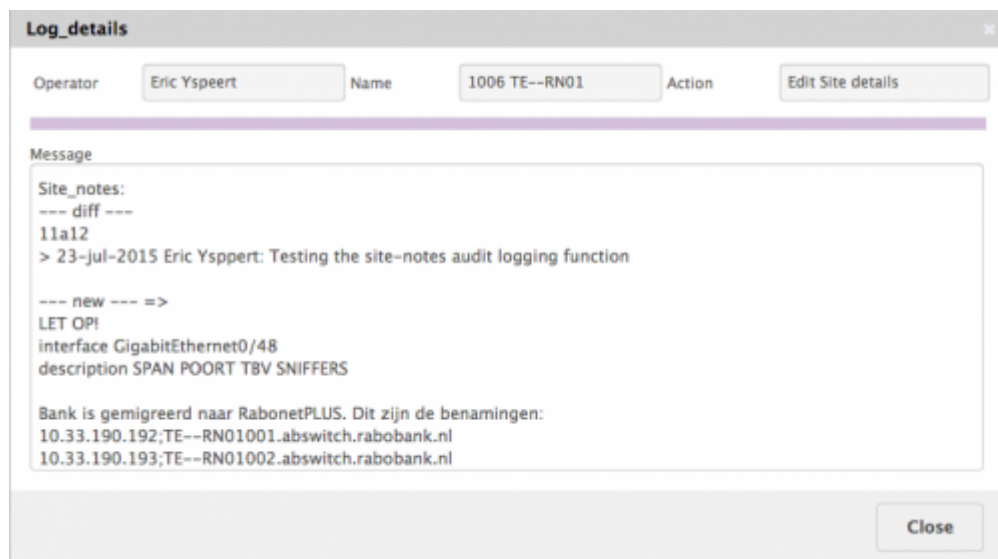 Log_details
Operator Eric Yspeert Name 1006 TE--RN01 Action Edit Site details
Message
Site_notes:
--- diff ---
11a12
> 23-jul-2015 Eric Ysppert: Testing the site-notes audit logging function
--- new --- =>
LET OP!
interface GigabitEthernet0/48
description SPAN POORT TBV SNIFFERS
Bank is gemigreerd naar RabonetPLUS. Dit zijn de benamingen:
10.33.190.192;TE--RN01001.abswitch.rabobank.nl
10.33.190.193;TE--RN01002.abswitch.rabobank.nl
Close